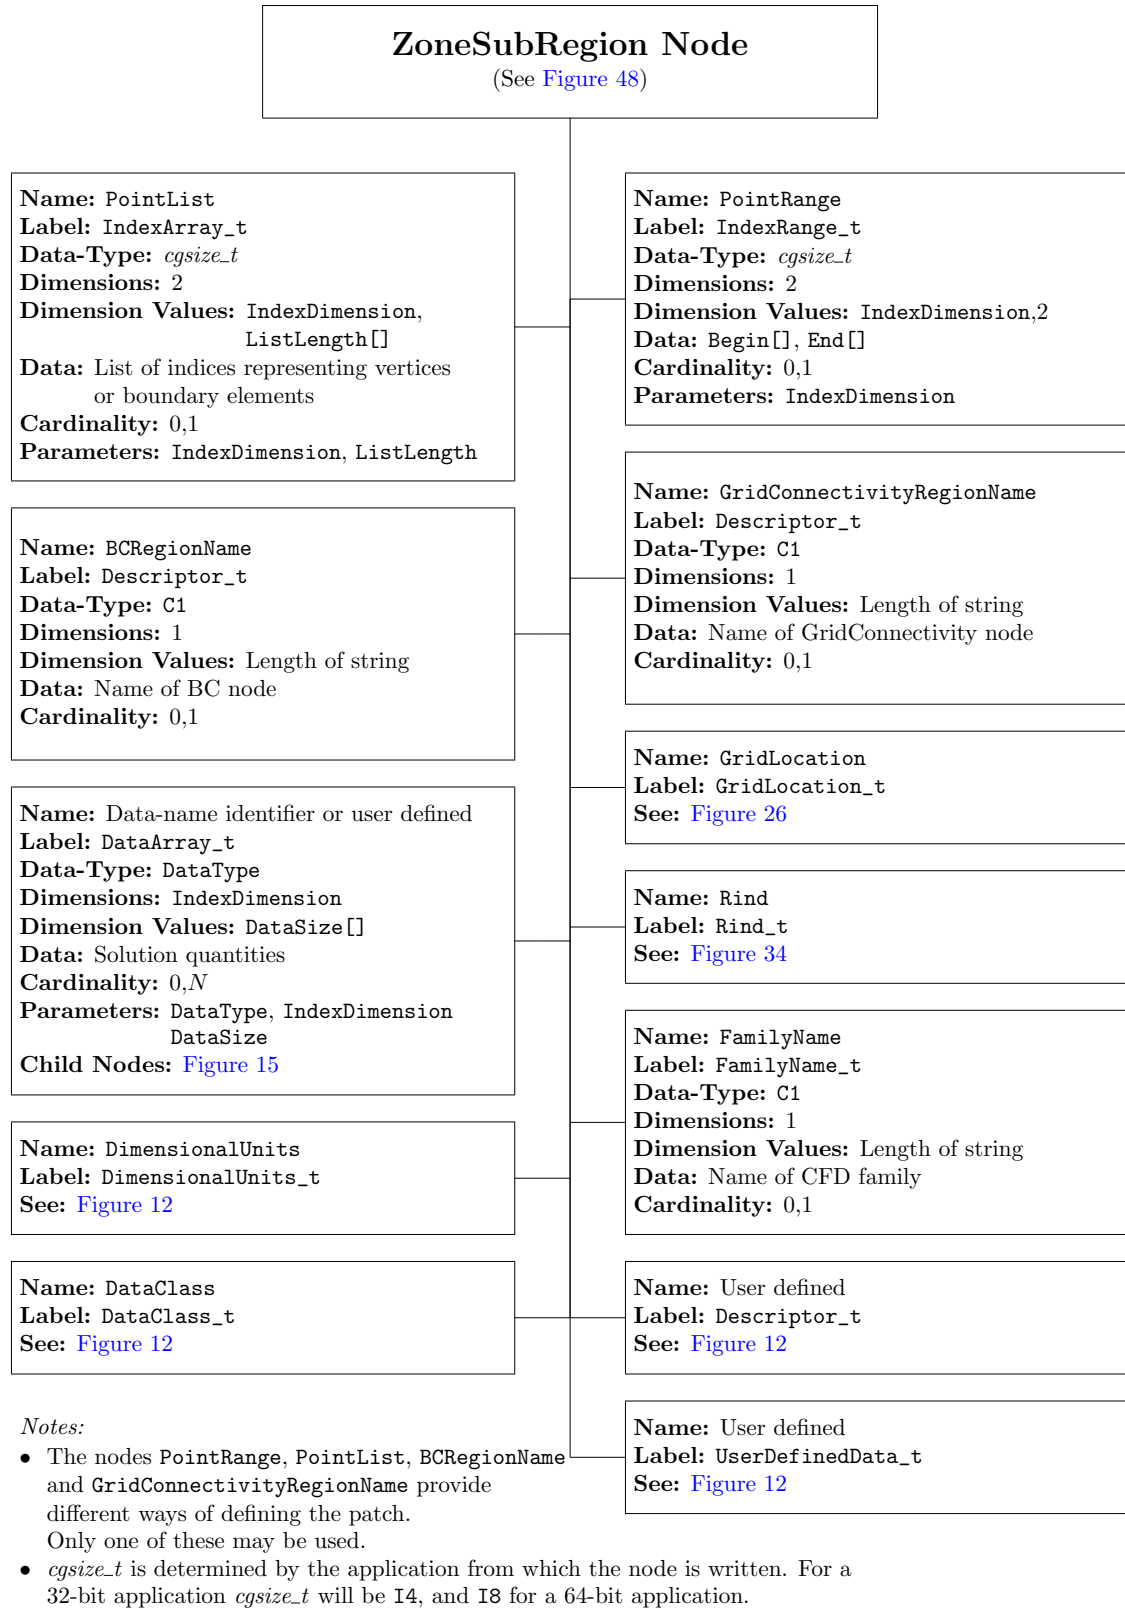 ZoneSubRegion Node
(See Figure 48)
Name: PointList
Label: IndexArray_t
Data-Type: cgsize_t
Dimensions: 2
Dimension Values: IndexDimension,
ListLength[]
Data: List of indices representing vertices
or boundary elements
Cardinality: 0,1
Parameters: IndexDimension, ListLength
Name: BCRegionName
Label: Descriptor_t
Data-Type: C1
Dimensions: 1
Dimension Values: Length of string
Data: Name of BC node
Cardinality: 0,1
Name: Data-name identifier or user defined
Label: DataArray_t
Data-Type: DataType
Dimensions: IndexDimension
Dimension Values: DataSize[]
Data: Solution quantities
Cardinality: 0,N
Parameters: DataType, IndexDimension
DataSize
Child Nodes: Figure 15
Name: DimensionalUnits
Label: DimensionalUnits_t
See: Figure 12
Name: DataClass
Label: DataClass_t
See: Figure 12
Name: PointRange
Label: IndexRange_t
Data-Type: cgsize_t
Dimensions: 2
Dimension Values: IndexDimension,2
Data: Begin[], End[]
Cardinality: 0,1
Parameters: IndexDimension
Name: GridConnectivityRegionName
Label: Descriptor_t
Data-Type: C1
Dimensions: 1
Dimension Values: Length of string
Data: Name of GridConnectivity node
Cardinality: 0,1
Name: GridLocation
Label: GridLocation_t
See: Figure 26
Name: Rind
Label: Rind_t
See: Figure 34
Name: FamilyName
Label: FamilyName_t
Data-Type: C1
Dimensions: 1
Dimension Values: Length of string
Data: Name of CFD family
Cardinality: 0,1
Name: User defined
Label: Descriptor_t
See: Figure 12
Name: User defined
Label: UserDefinedData_t
See: Figure 12
Notes:
• The nodes PointRange, PointList, BCRegionName
and GridConnectivityRegionName provide
different ways of defining the patch.
Only one of these may be used.
• cgsize_t is determined by the application from which the node is written. For a
32-bit application cgsize_t will be I4, and I8 for a 64-bit application.